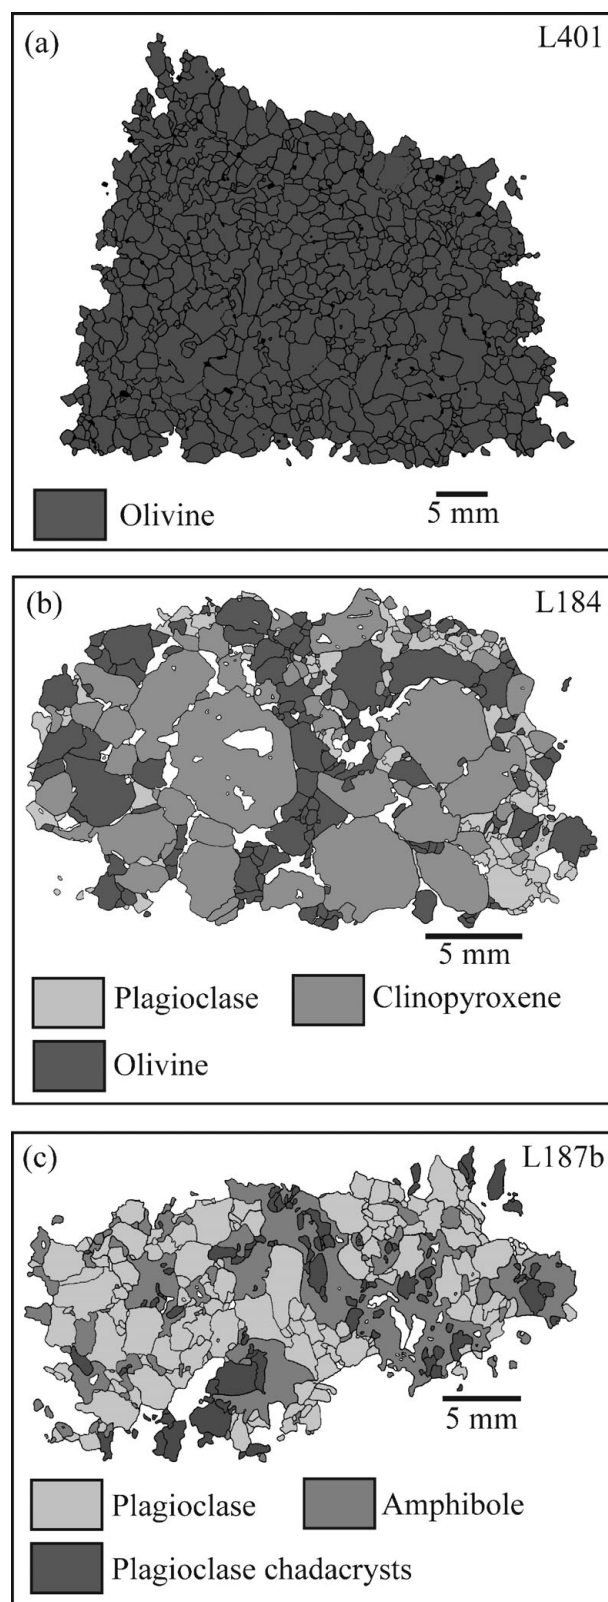 (a) L401
Olivine
5 mm
(b) L184
5 mm
Plagioclase Clinopyroxene
Olivine
(c) L187b
5 mm
Plagioclase Amphibole
Plagioclase chadacrysts